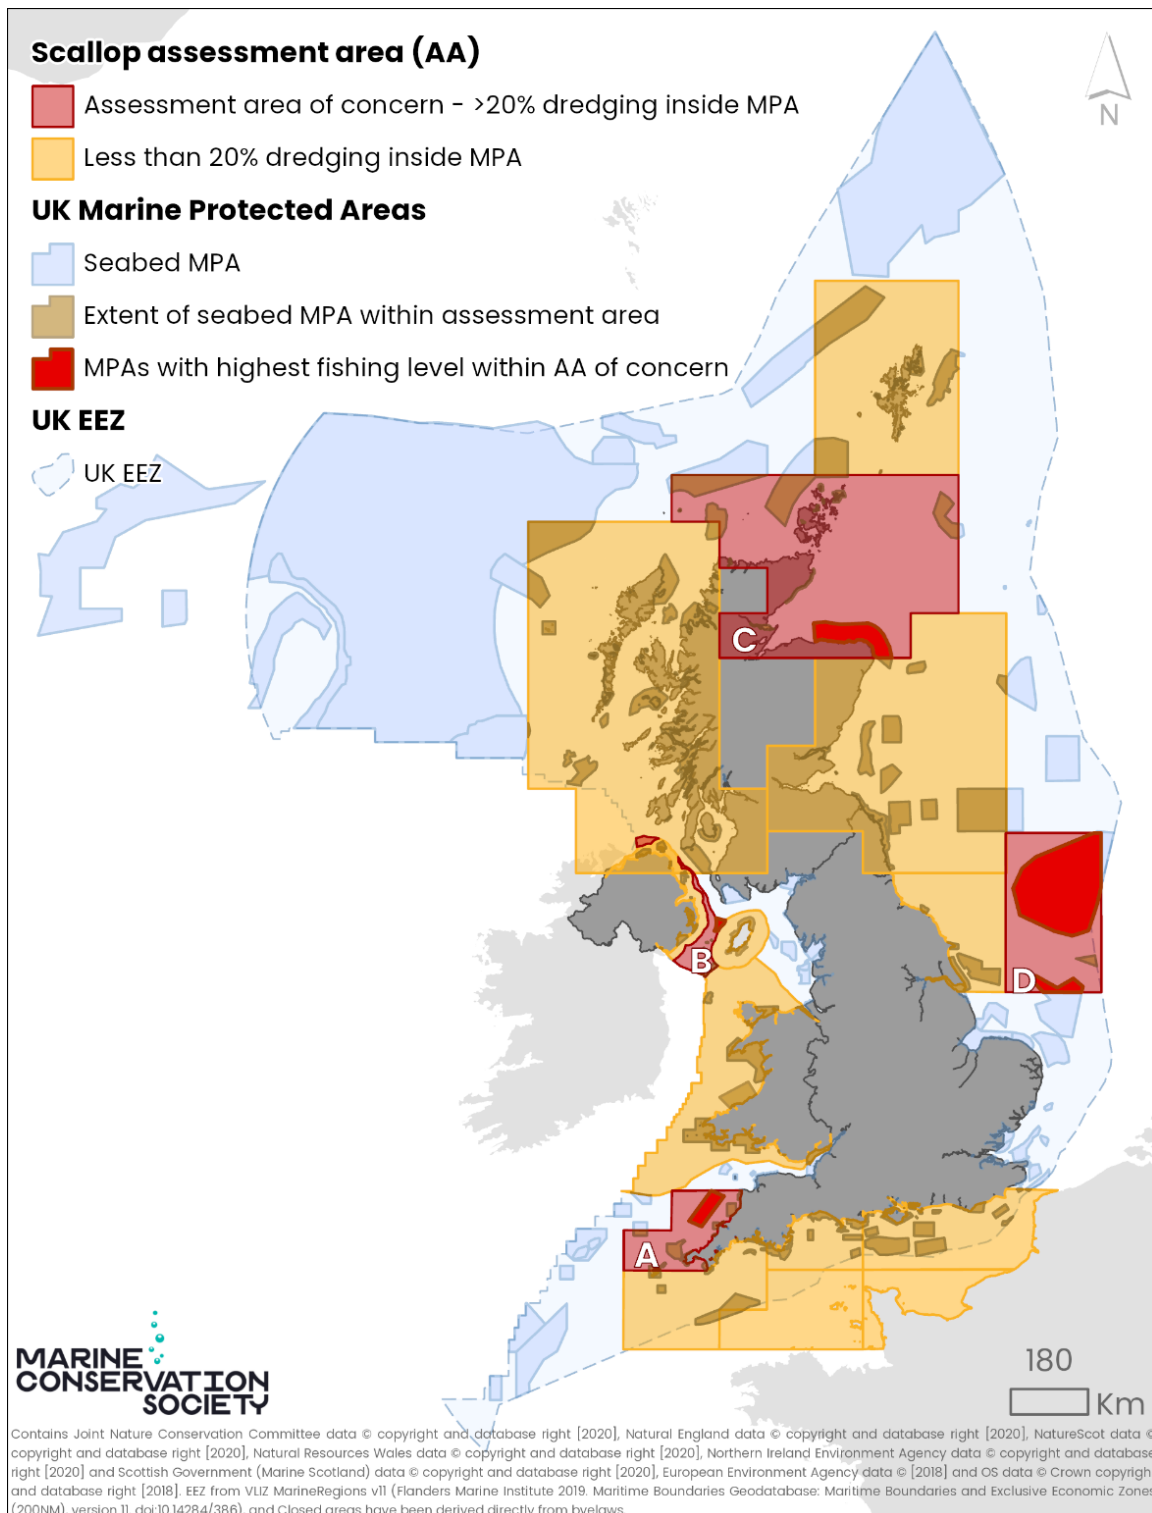 Scallop assessment area (AA)
Assessment area of concern - >20% dredging inside MPA
Less than 20% dredging inside MPA
UK Marine Protected Areas
Seabed MPA
Extent of seabed MPA within assessment area
MPAs with highest fishing level within AA of concern
UK EEZ
UK EEZ
N
C
B
D
A
180
Km
MARINE
CONSERVATION
SOCIETY
Contains Joint Nature Conservation Committee data © copyright and database right [2020], Natural England data © copyright and database right [2020], NatureScot data ©
copyright and database right [2020], Natural Resources Wales data © copyright and database right [2020], Northern Ireland Environment Agency data © copyright and database
right [2020] and Scottish Government (Marine Scotland) data © copyright and database right [2020], European Environment Agency data © [2018] and OS data © Crown copyright
and database right [2018]. EEZ from VLIZ MarineRegions v11 (Flanders Marine Institute 2019. Maritime Boundaries Geodatabase: Maritime Boundaries and Exclusive Economic Zones
(200NM), version 11. doi:10.14284/386). and Closed areas have been derived directly from byelaws.